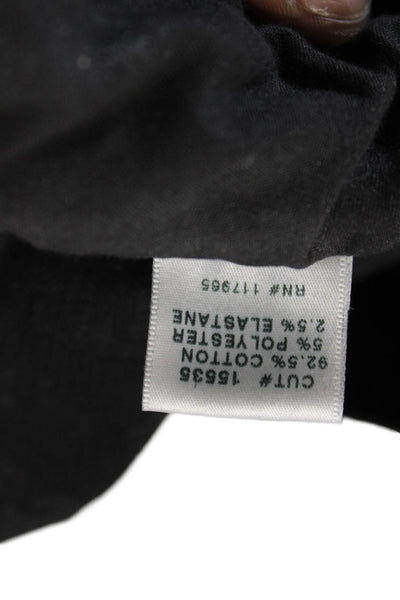 CUT# 15535
92.5% COTTON
5% POLYESTER
2.5% ELASTANE
RN# 117965